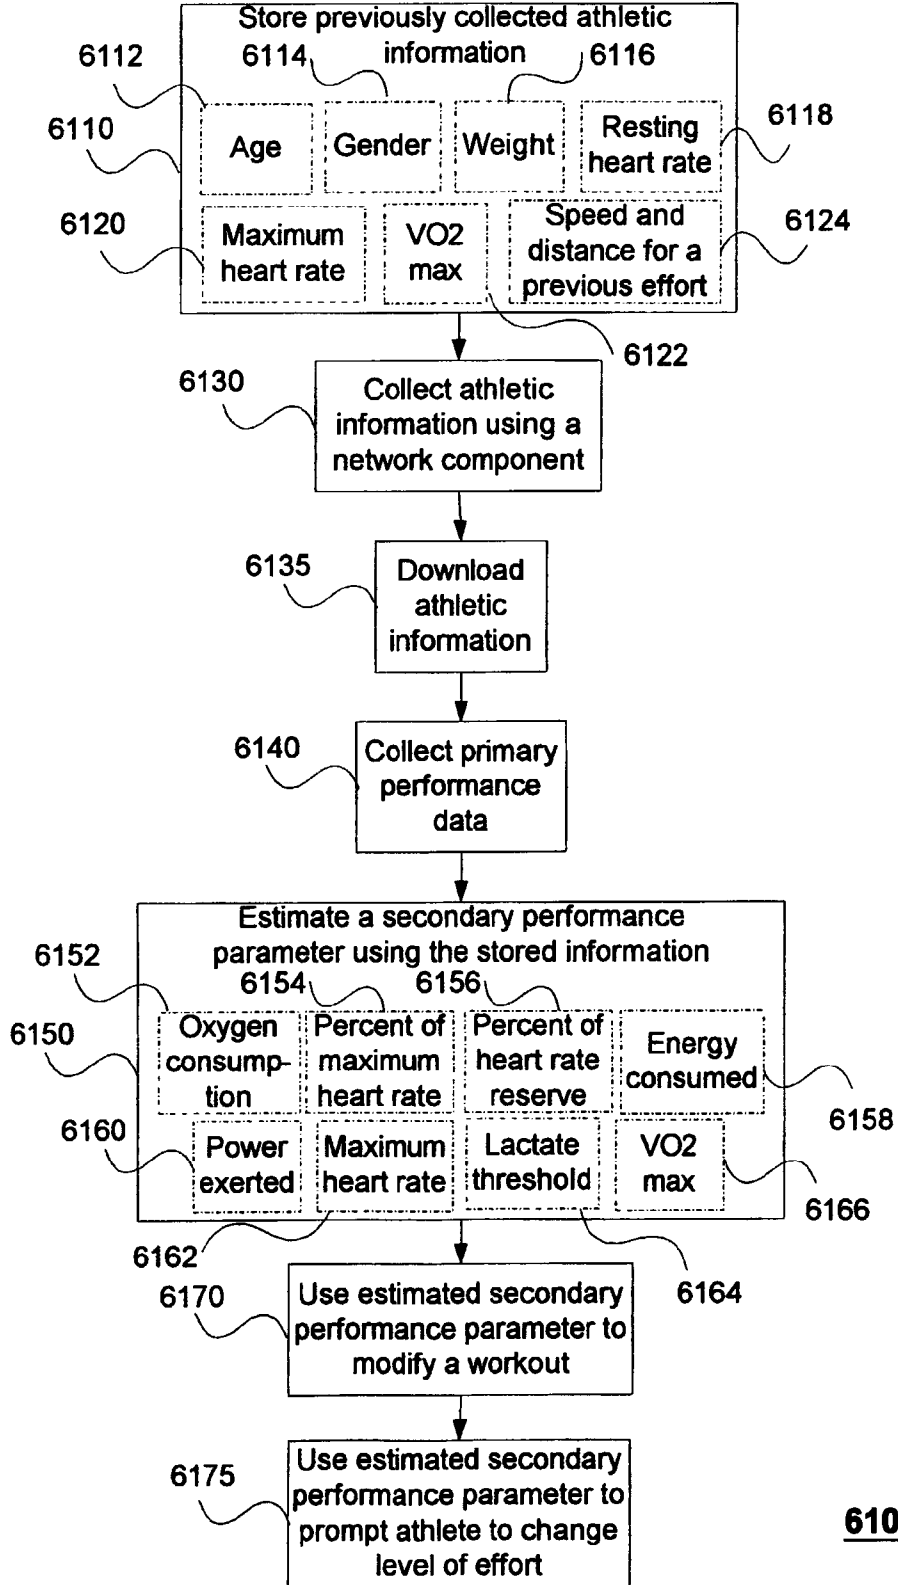 Store previously collected athletic
information
6112
6114
6116
6110
6118
Age
Gender
Weight
Resting
heart rate
6120
6124
Maximum
heart rate
VO2
max
Speed and
distance for a
previous effort
6122
6130
Collect athletic
information using a
network component
6135
Download
athletic
information
6140
Collect primary
performance
data
Estimate a secondary performance
parameter using the stored information
6152
6154
6156
6150
Oxygen
consump-
tion
Percent of
maximum
heart rate
Percent of
heart rate
reserve
Energy
consumed
6158
6160
Power
exerted
Maximum
heart rate
Lactate
threshold
VO2
max
6166
6162
6164
6170
Use estimated secondary
performance parameter to
modify a workout
6175
Use estimated secondary
performance parameter to
prompt athlete to change
level of effort
610